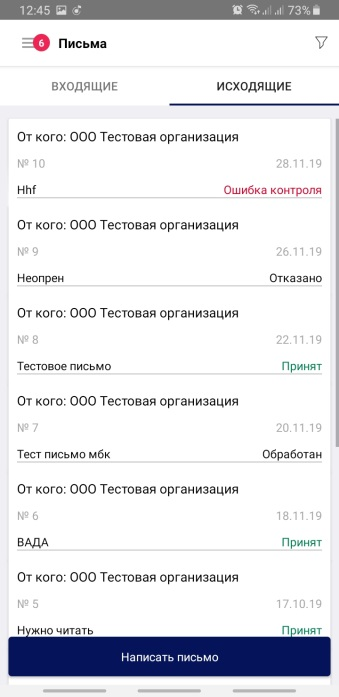 12:45 73%
6 Письма
ВХОДЯЩИЕ ИСХОДЯЩИЕ
От кого: ООО Тестовая организация
№ 10 28.11.19
Hhf Ошибка контроля
От кого: ООО Тестовая организация
№ 9 26.11.19
Неопрен Отказано
От кого: ООО Тестовая организация
№ 8 22.11.19
Тестовое письмо Принят
От кого: ООО Тестовая организация
№ 7 20.11.19
Тест письмо мбк Обработан
От кого: ООО Тестовая организация
№ 6 18.11.19
ВАДА Принят
От кого: ООО Тестовая организация
№ 5 17.10.19
Нужно читать Принят
Написать письмо